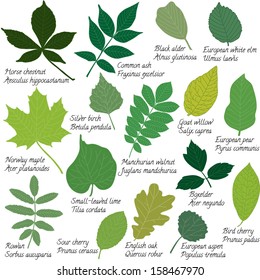 Horse chestnut
Aesculus hippocastanum
Common ash
Fraxinus excelsior
Black alder
Alnus glutinosa
European white elm
Ulmus laevis
Silver birch
Betula pendula
Goat willow
Salix caprea
European pear
Pyrus communis
Norway maple
Acer platanoides
Manchurian walnut
Juglans mandshurica
Small-leaved lime
Tilia cordata
Boxelder
Acer negundo
Bird cherry
Prunus padus
Rowan
Sorbus aucuparia
Sour cherry
Prunus cerasus
English oak
Quercus robur
European aspen
Populus tremula
shutterstock.com · 158467970